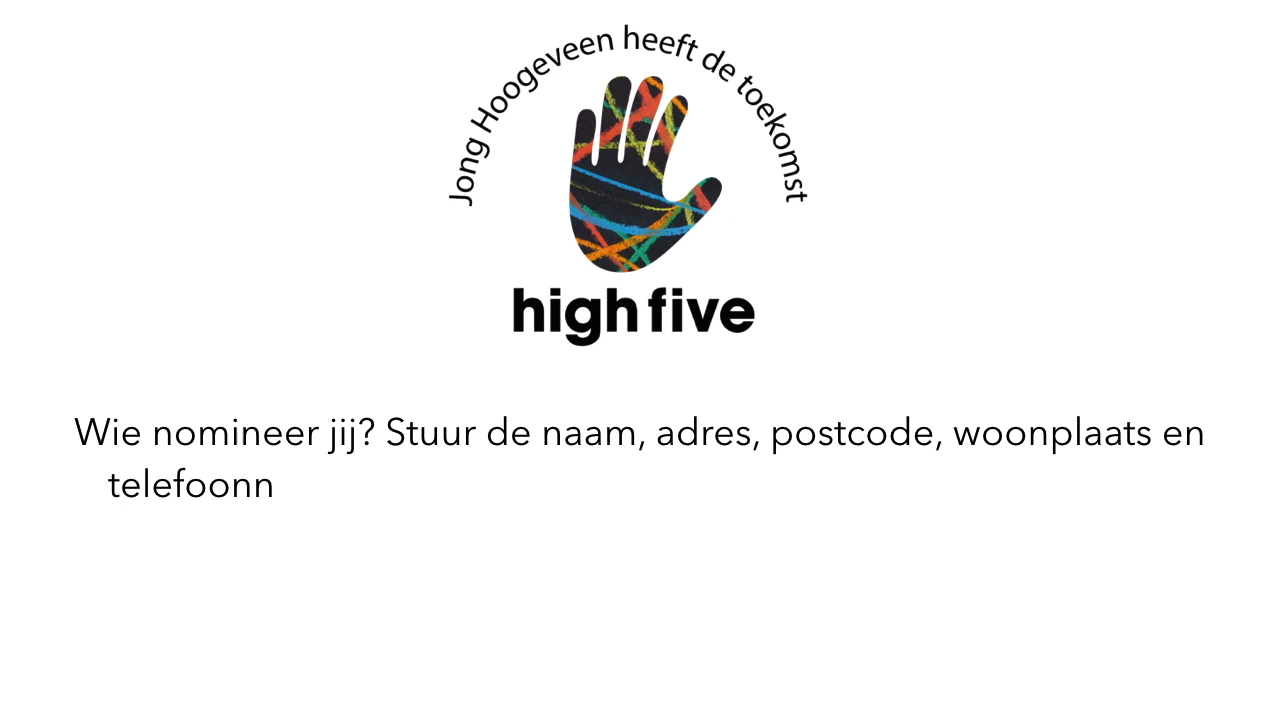 Jong Hoogeveen heeft de toekomst
high five
Wie nomineer jij? Stuur de naam, adres, postcode, woonplaats en
telefoonn